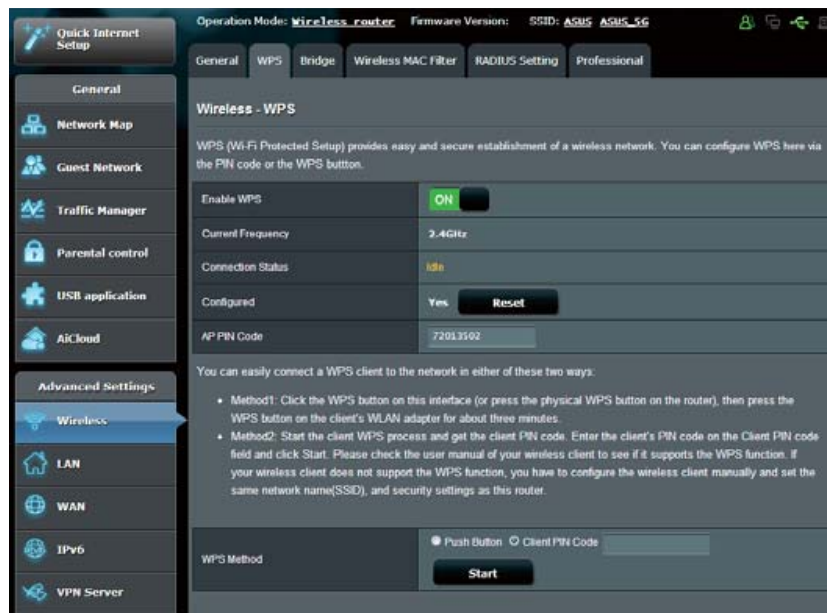 Quick Internet
Setup
General
Network Map
Guest Network
Traffic Manager
Parental control
USB application
AiCloud
Advanced Settings
Wireless
LAN
WAN
IPv6
VPN Server
Operation Mode: Wireless router Firmware Version: SSID: ASUS ASUS_5G
General WPS Bridge Wireless MAC Filter RADIUS Setting Professional
Wireless - WPS
WPS (Wi-Fi Protected Setup) provides easy and secure establishment of a wireless network. You can configure WPS here via
the PIN code or the WPS buttton.
Enable WPS ON
Current Frequency 2.4GHz
Connection Status Idle
Configured Yes Reset
AP PIN Code 72013502
You can easily connect a WPS client to the network in either of these two ways:
• Method1: Click the WPS button on this interface (or press the physical WPS button on the router), then press the
WPS button on the client's WLAN adapter for about three minutes.
• Method2: Start the client WPS process and get the client PIN code. Enter the client's PIN code on the Client PIN code
field and click Start. Please check the user manual of your wireless client to see if it supports the WPS function. If
your wireless client does not support the WPS function, you have to configure the wireless client manually and set the
same network name(SSID), and security settings as this router.
WPS Method Push Button Client PIN Code
Start